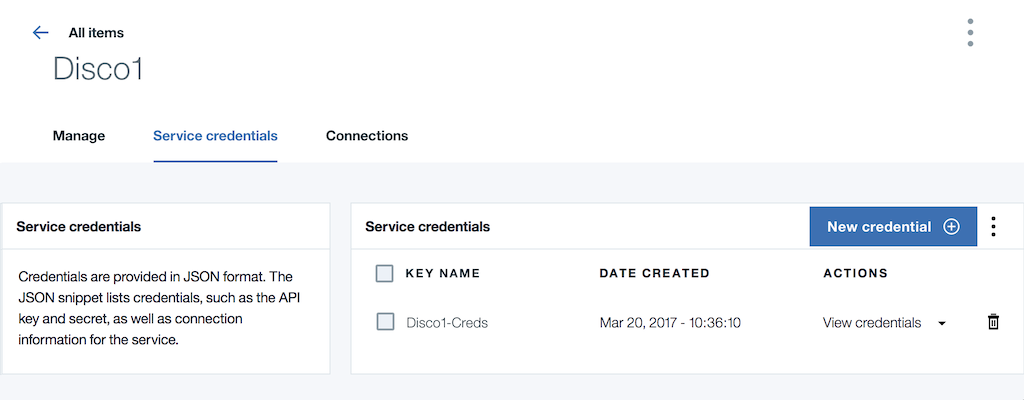 All items
Disco1
Manage Service credentials Connections
Service credentials
Credentials are provided in JSON format. The
JSON snippet lists credentials, such as the API
key and secret, as well as connection
information for the service.
Service credentials New credential
KEY NAME DATE CREATED ACTIONS
Disco1-Creds Mar 20, 2017 - 10:36:10 View credentials